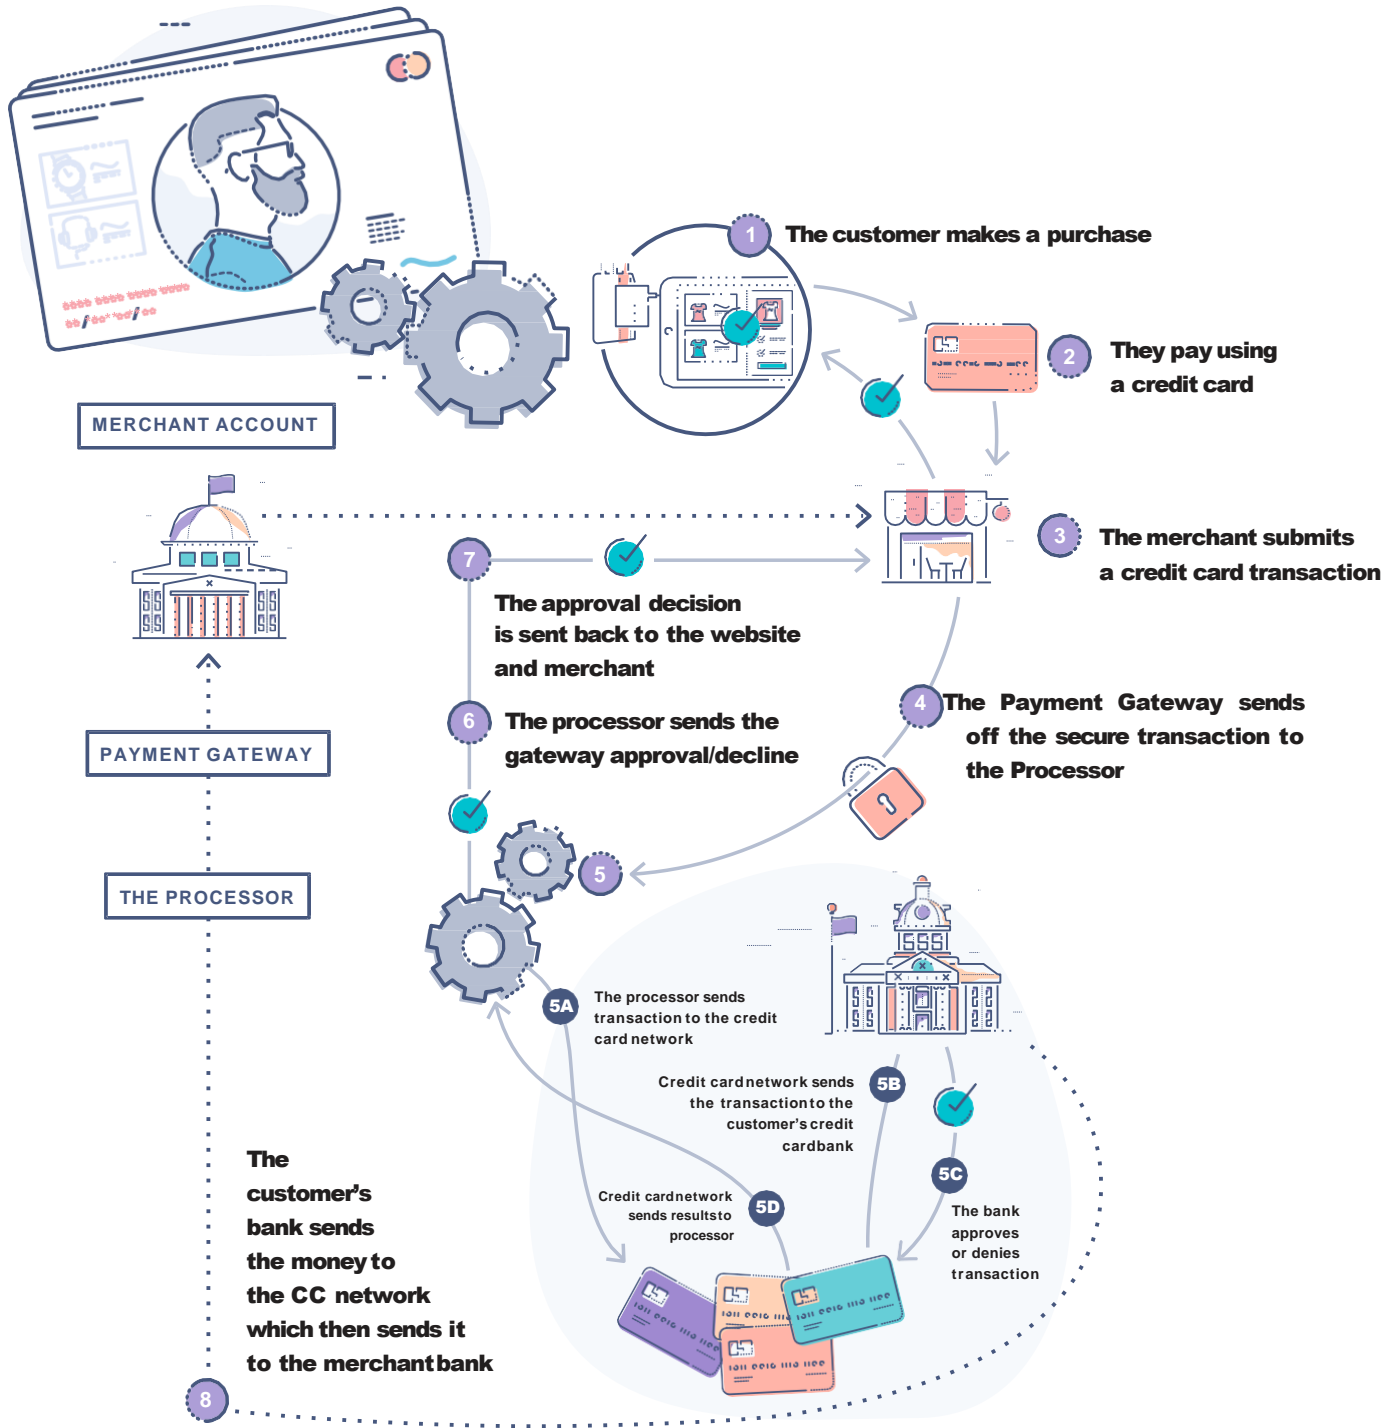 1
The customer makes a purchase
2
They pay using
a credit card
MERCHANT ACCOUNT
3
The merchant submits
a credit card transaction
7
The approval decision
is sent back to the website
and merchant
4
The Payment Gateway sends
off the secure transaction to
the Processor
6
The processor sends the
gateway approval/decline
PAYMENT GATEWAY
5
THE PROCESSOR
5A
The processor sends
transaction to the credit
card network
5B
Credit card network sends
the transaction to the
customer's credit
card bank
5C
The bank
approves
or denies
transaction
5D
Credit card network
sends results to
processor
The
customer's
bank sends
the money to
the CC network
which then sends it
to the merchant bank
8